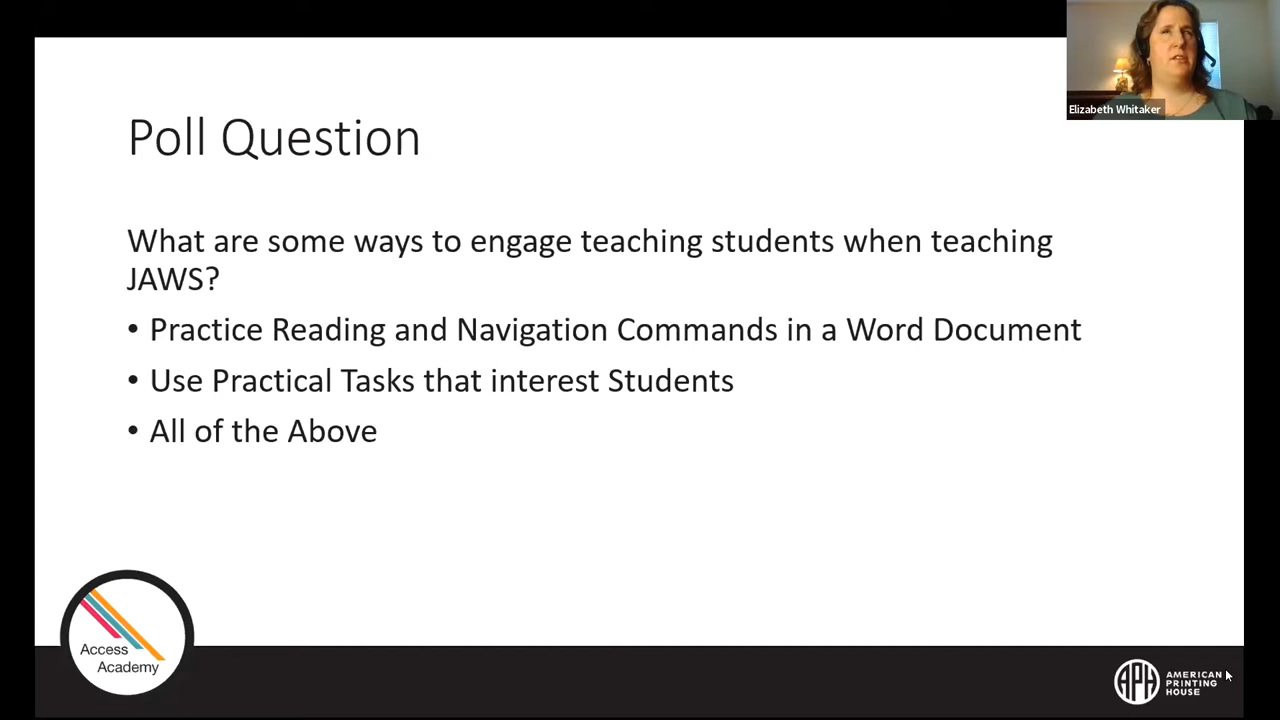 Elizabeth Whitaker
Poll Question
What are some ways to engage teaching students when teaching
JAWS?
• Practice Reading and Navigation Commands in a Word Document
• Use Practical Tasks that interest Students
• All of the Above
Access
Academy
APH
AMERICAN
PRINTING
HOUSE